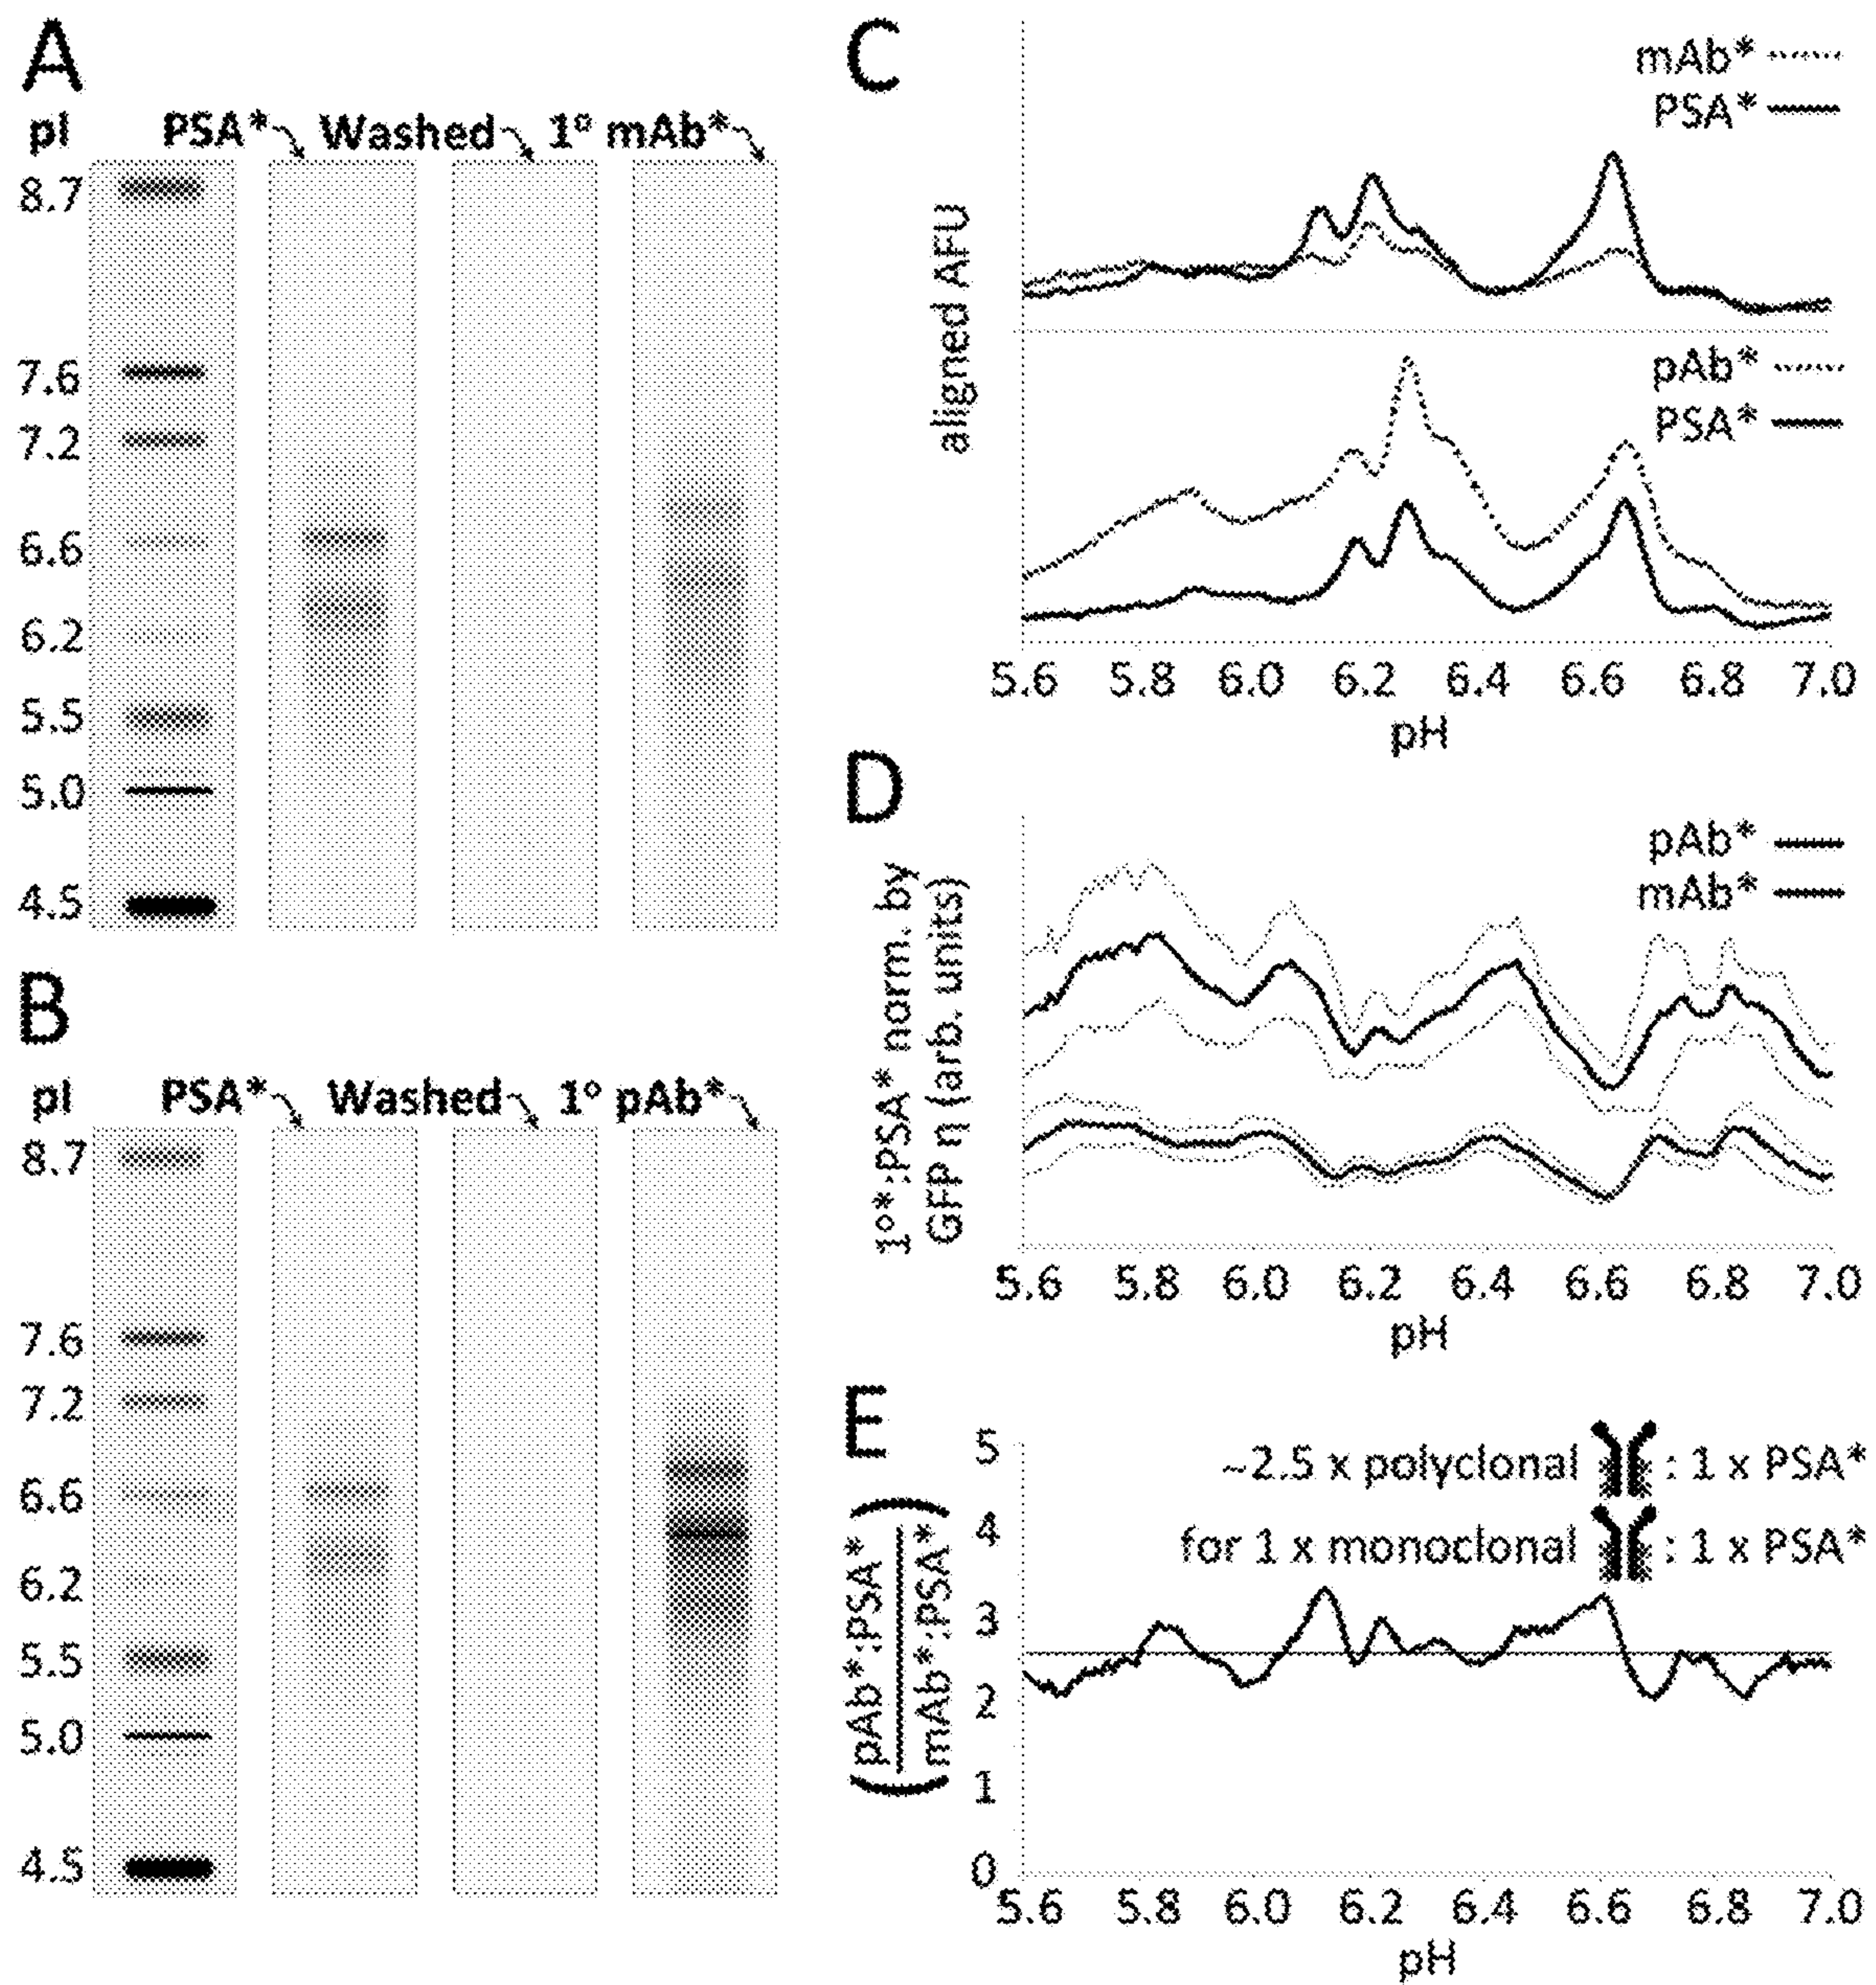 A
pI PSA* Washed 1º mAb*
8.7
7.6
7.2
6.6
6.2
5.5
5.0
4.5
B
pI PSA* Washed 1º pAb*
8.7
7.6
7.2
6.6
6.2
5.5
5.0
4.5
C
mAb*
PSA*
pAb*
PSA*
aligned AFU
5.6 5.8 6.0 6.2 6.4 6.6 6.8 7.0
pH
D
pAb*
mAb*
1º*:PSA* norm. by
GFP η (arb. units)
5.6 5.8 6.0 6.2 6.4 6.6 6.8 7.0
pH
E
~2.5 x polyclonal : 1 x PSA*
for 1 x monoclonal : 1 x PSA*
(pAb*:PSA*
mAb*:PSA*)
5
4
3
2
1
0
5.6 5.8 6.0 6.2 6.4 6.6 6.8 7.0
pH